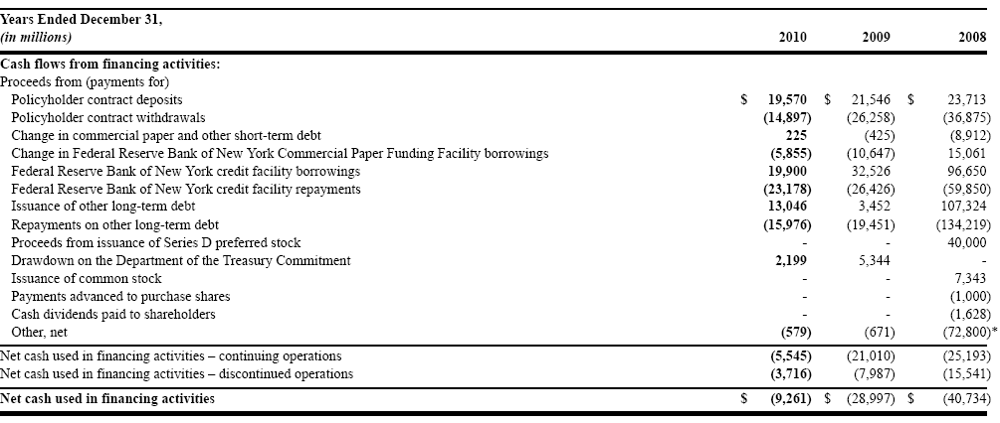 Years Ended December 31,
(in millions) 2010 2009 2008
Cash flows from financing activities:
Proceeds from (payments for)
Policyholder contract deposits $ 19,570 $ 21,546 $ 23,713
Policyholder contract withdrawals (14,897) (26,258) (36,875)
Change in commercial paper and other short-term debt 225 (425) (8,912)
Change in Federal Reserve Bank of New York Commercial Paper Funding Facility borrowings (5,855) (10,647) 15,061
Federal Reserve Bank of New York credit facility borrowings 19,900 32,526 96,650
Federal Reserve Bank of New York credit facility repayments (23,178) (26,426) (59,850)
Issuance of other long-term debt 13,046 3,452 107,324
Repayments on other long-term debt (15,976) (19,451) (134,219)
Proceeds from issuance of Series D preferred stock - - 40,000
Drawdown on the Department of the Treasury Commitment 2,199 5,344 -
Issuance of common stock - - 7,343
Payments advanced to purchase shares - - (1,000)
Cash dividends paid to shareholders - - (1,628)
Other, net (579) (671) (72,800)*
Net cash used in financing activities – continuing operations (5,545) (21,010) (25,193)
Net cash used in financing activities – discontinued operations (3,716) (7,987) (15,541)
Net cash used in financing activities $ (9,261) $ (28,997) $ (40,734)